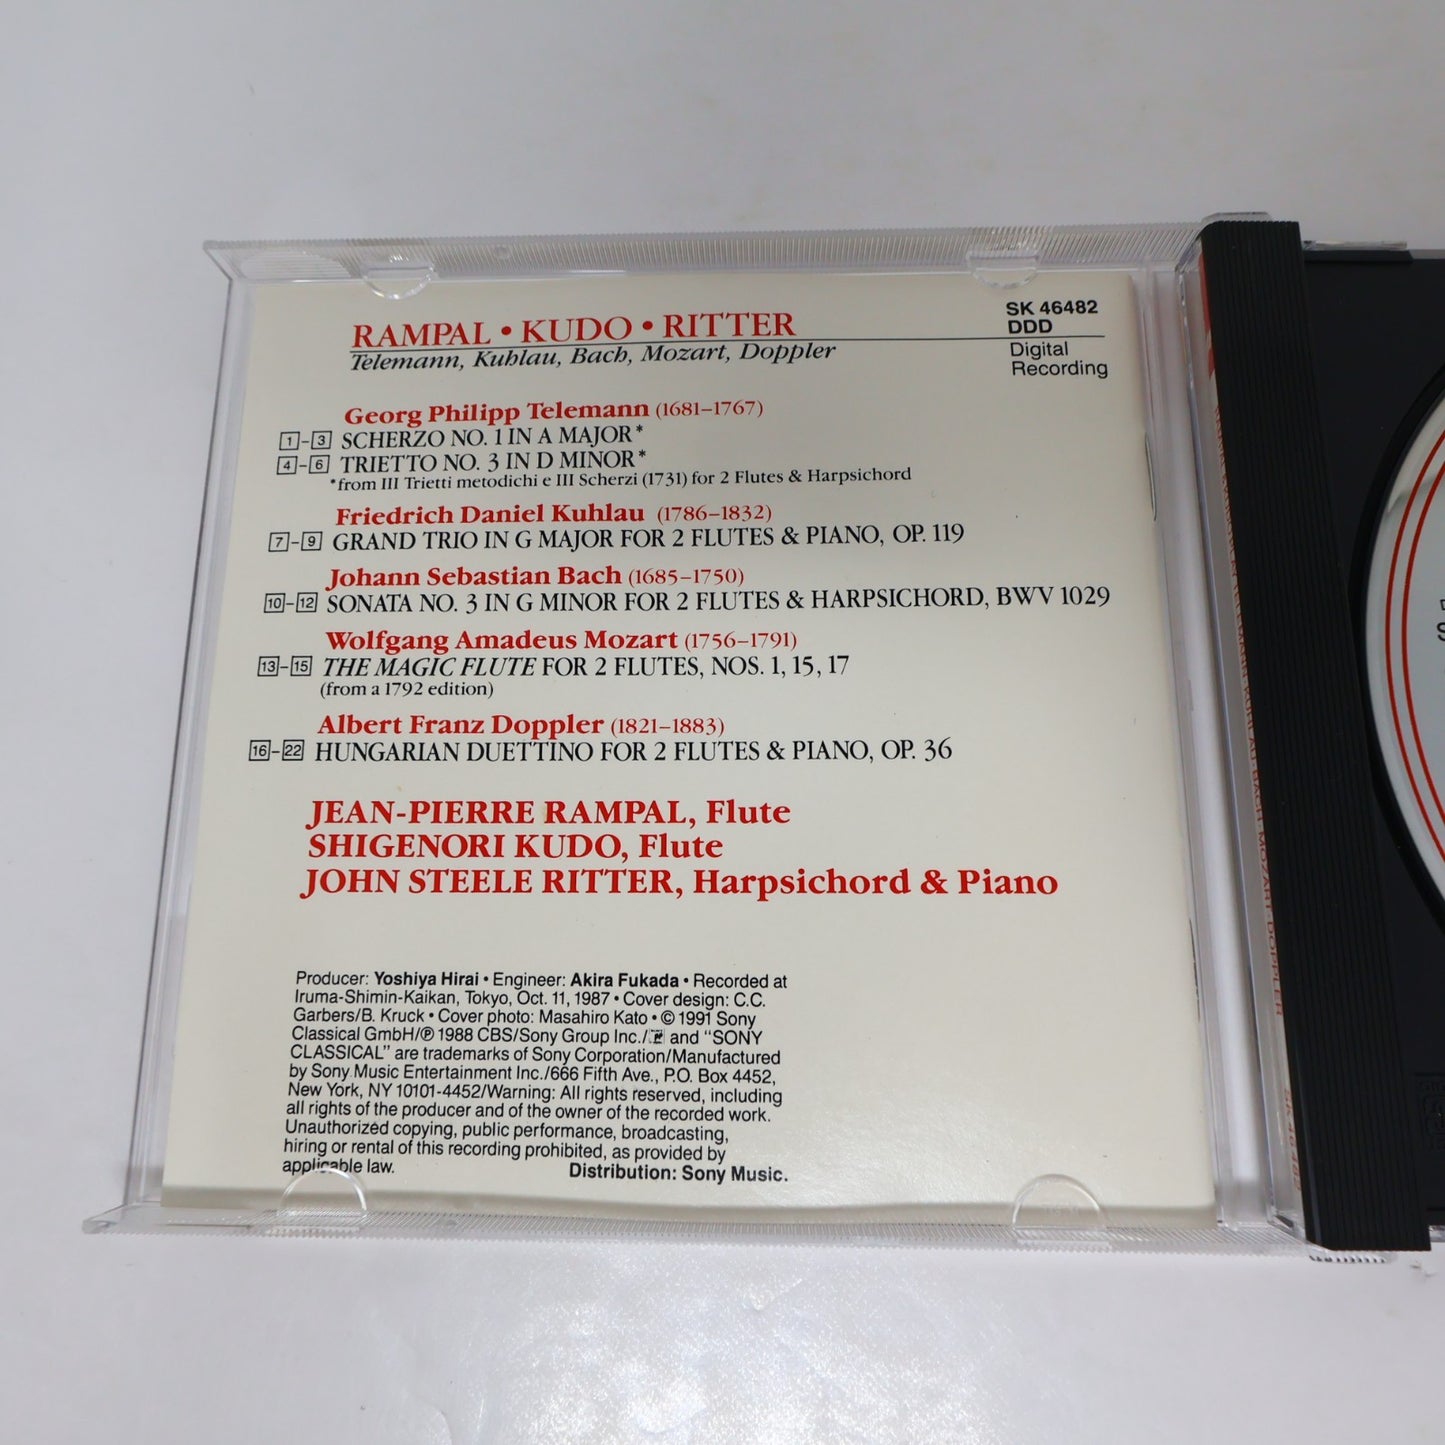 RAMPAL • KUDO • RITTER
Telemann, Kuhlau, Bach, Mozart, Doppler
SK 46482
DDD
Digital
Recording
Georg Philipp Telemann (1681–1767)
1–3 SCHERZO NO. 1 IN A MAJOR*
4–6 TRIETTO NO. 3 IN D MINOR*
*from III Trietti metodichi e III Scherzi (1731) for 2 Flutes & Harpsichord
Friedrich Daniel Kuhlau (1786–1832)
7–9 GRAND TRIO IN G MAJOR FOR 2 FLUTES & PIANO, OP. 119
Johann Sebastian Bach (1685–1750)
10–12 SONATA NO. 3 IN G MINOR FOR 2 FLUTES & HARPSICHORD, BWV 1029
Wolfgang Amadeus Mozart (1756–1791)
13–15 THE MAGIC FLUTE FOR 2 FLUTES, NOS. 1, 15, 17
(from a 1792 edition)
Albert Franz Doppler (1821–1883)
16–22 HUNGARIAN DUETTINO FOR 2 FLUTES & PIANO, OP. 36
JEAN-PIERRE RAMPAL, Flute
SHIGENORI KUDO, Flute
JOHN STEELE RITTER, Harpsichord & Piano
Producer: Yoshiya Hirai • Engineer: Akira Fukada • Recorded at
Iruma-Shimin-Kaikan, Tokyo, Oct. 11, 1987 • Cover design: C.C.
Garbers/B. Kruck • Cover photo: Masahiro Kato • © 1991 Sony
Classical GmbH/℗ 1988 CBS/Sony Group Inc./ and “SONY
CLASSICAL” are trademarks of Sony Corporation/Manufactured
by Sony Music Entertainment Inc./666 Fifth Ave., P.O. Box 4452,
New York, NY 10101-4452/Warning: All rights reserved, including
all rights of the producer and of the owner of the recorded work.
Unauthorized copying, public performance, broadcasting,
hiring or rental of this recording prohibited, as provided by
applicable law.
Distribution: Sony Music.